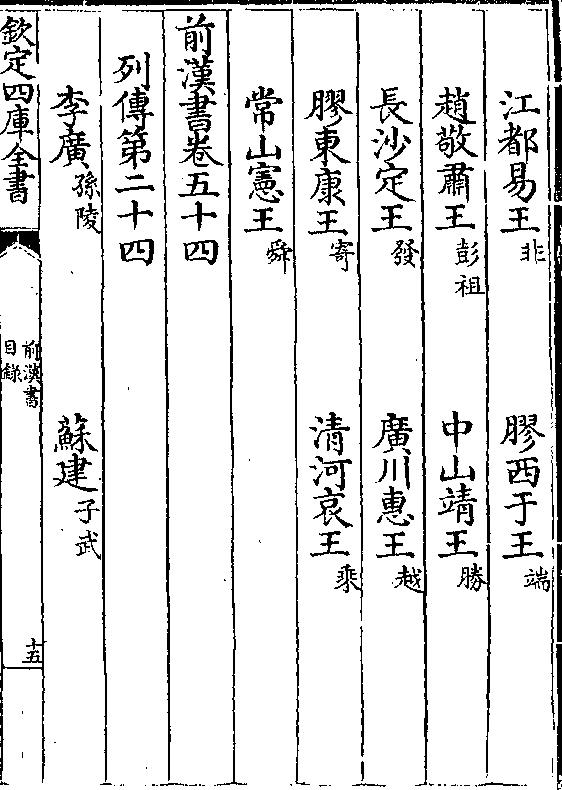 江都易王非 膠西于王端
趙敬肅王彭祖 中山靖王勝
長沙定王發 廣川惠王越
膠東康王寄 清河哀王乘
常山憲王舜
前漢書卷五十四
列傳第二十四
李廣孫陵 蘇建子武
欽定四庫全書
前漢書
目錄
十五